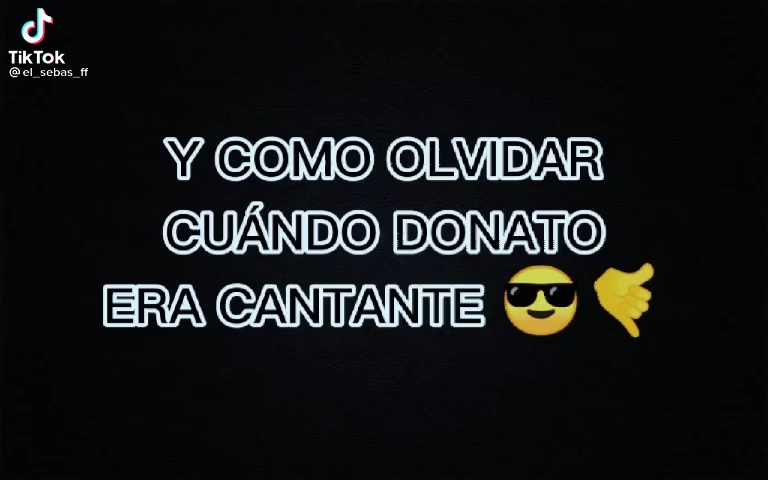 TikTok
@el_sebas_ff
Y COMO OLVIDAR
CUÁNDO DONATO
ERA CANTANTE 😎🤙